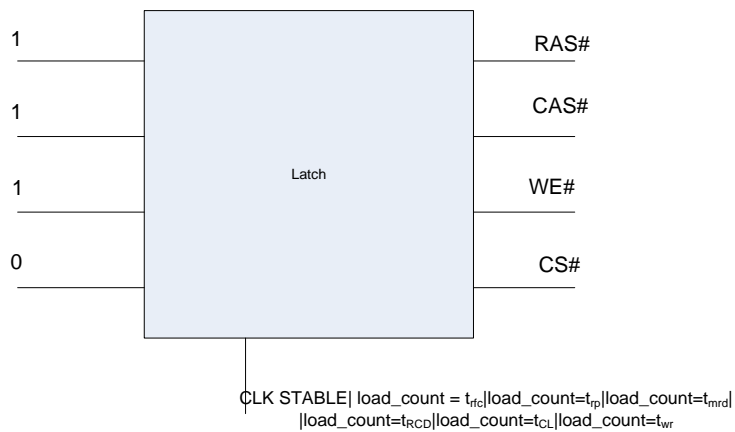 1 RAS#
1 CAS#
Latch
1 WE#
0 CS#
CLK STABLE| load_count = trfc|load_count=trp|load_count=tmrd|
|load_count=tRCD|load_count=tCL|load_count=twr